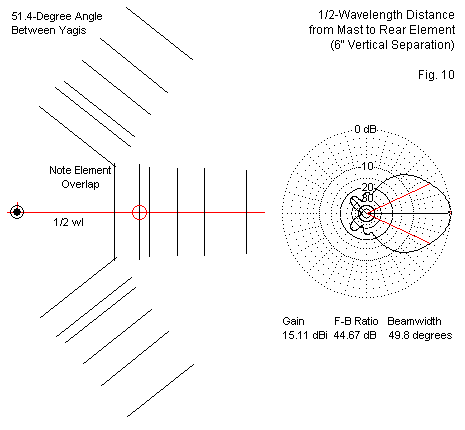 51.4-Degree Angle
Between Yagis
1/2-Wavelength Distance
from Mast to Rear Element
(6" Vertical Separation)
Fig. 10
0 dB
-10
-20
-30
Note Element
Overlap
1/2 wl
Gain F-B Ratio Beamwidth
15.11 dBi 44.67 dB 49.8 degrees